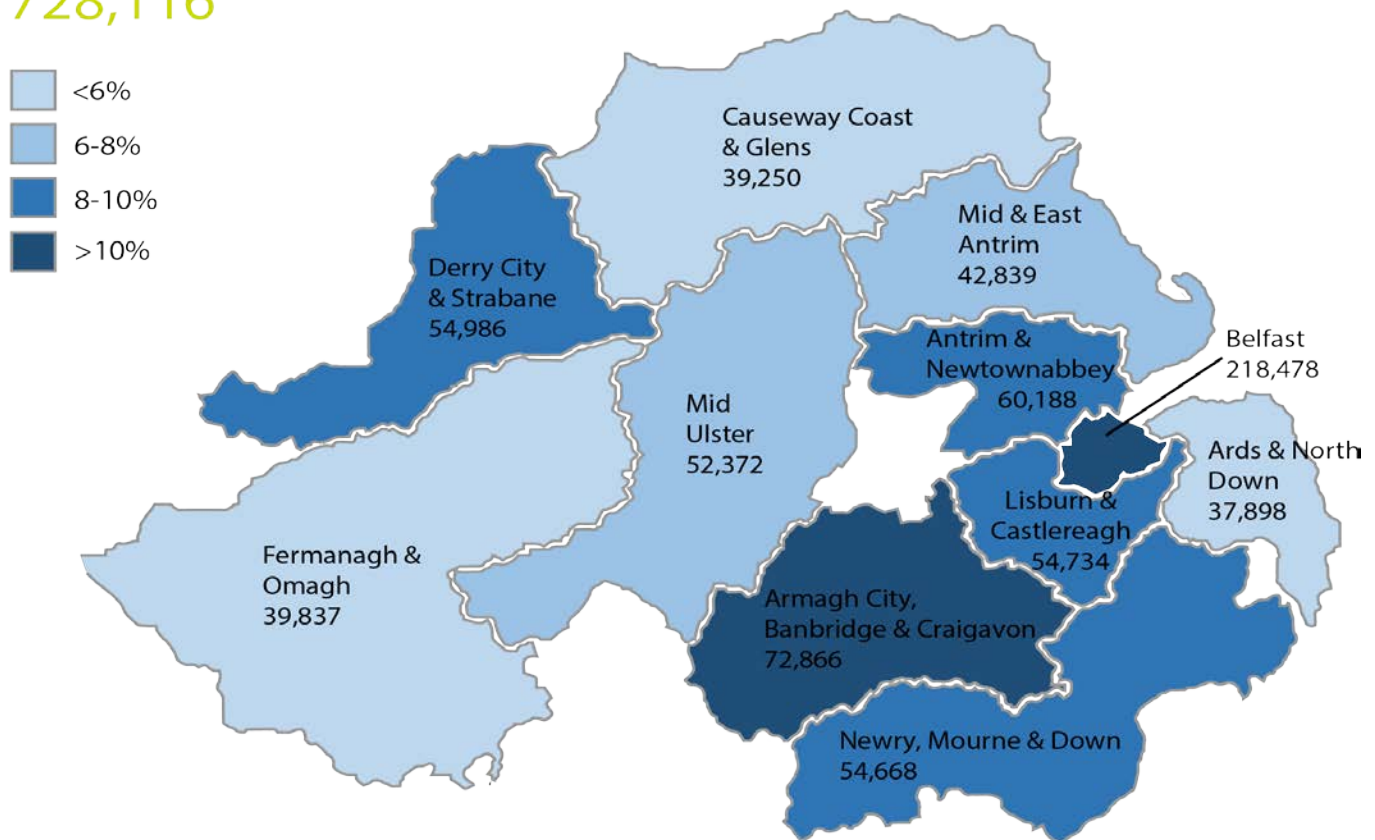 728,116
<6%
6-8%
8-10%
>10%
Causeway Coast
& Glens
39,250
Mid & East
Antrim
42,839
Derry City
& Strabane
54,986
Antrim &
Newtownabbey
60,188
Belfast
218,478
Mid
Ulster
52,372
Ards & North
Down
37,898
Lisburn &
Castlereagh
54,734
Fermanagh &
Omagh
39,837
Armagh City,
Banbridge & Craigavon
72,866
Newry, Mourne & Down
54,668